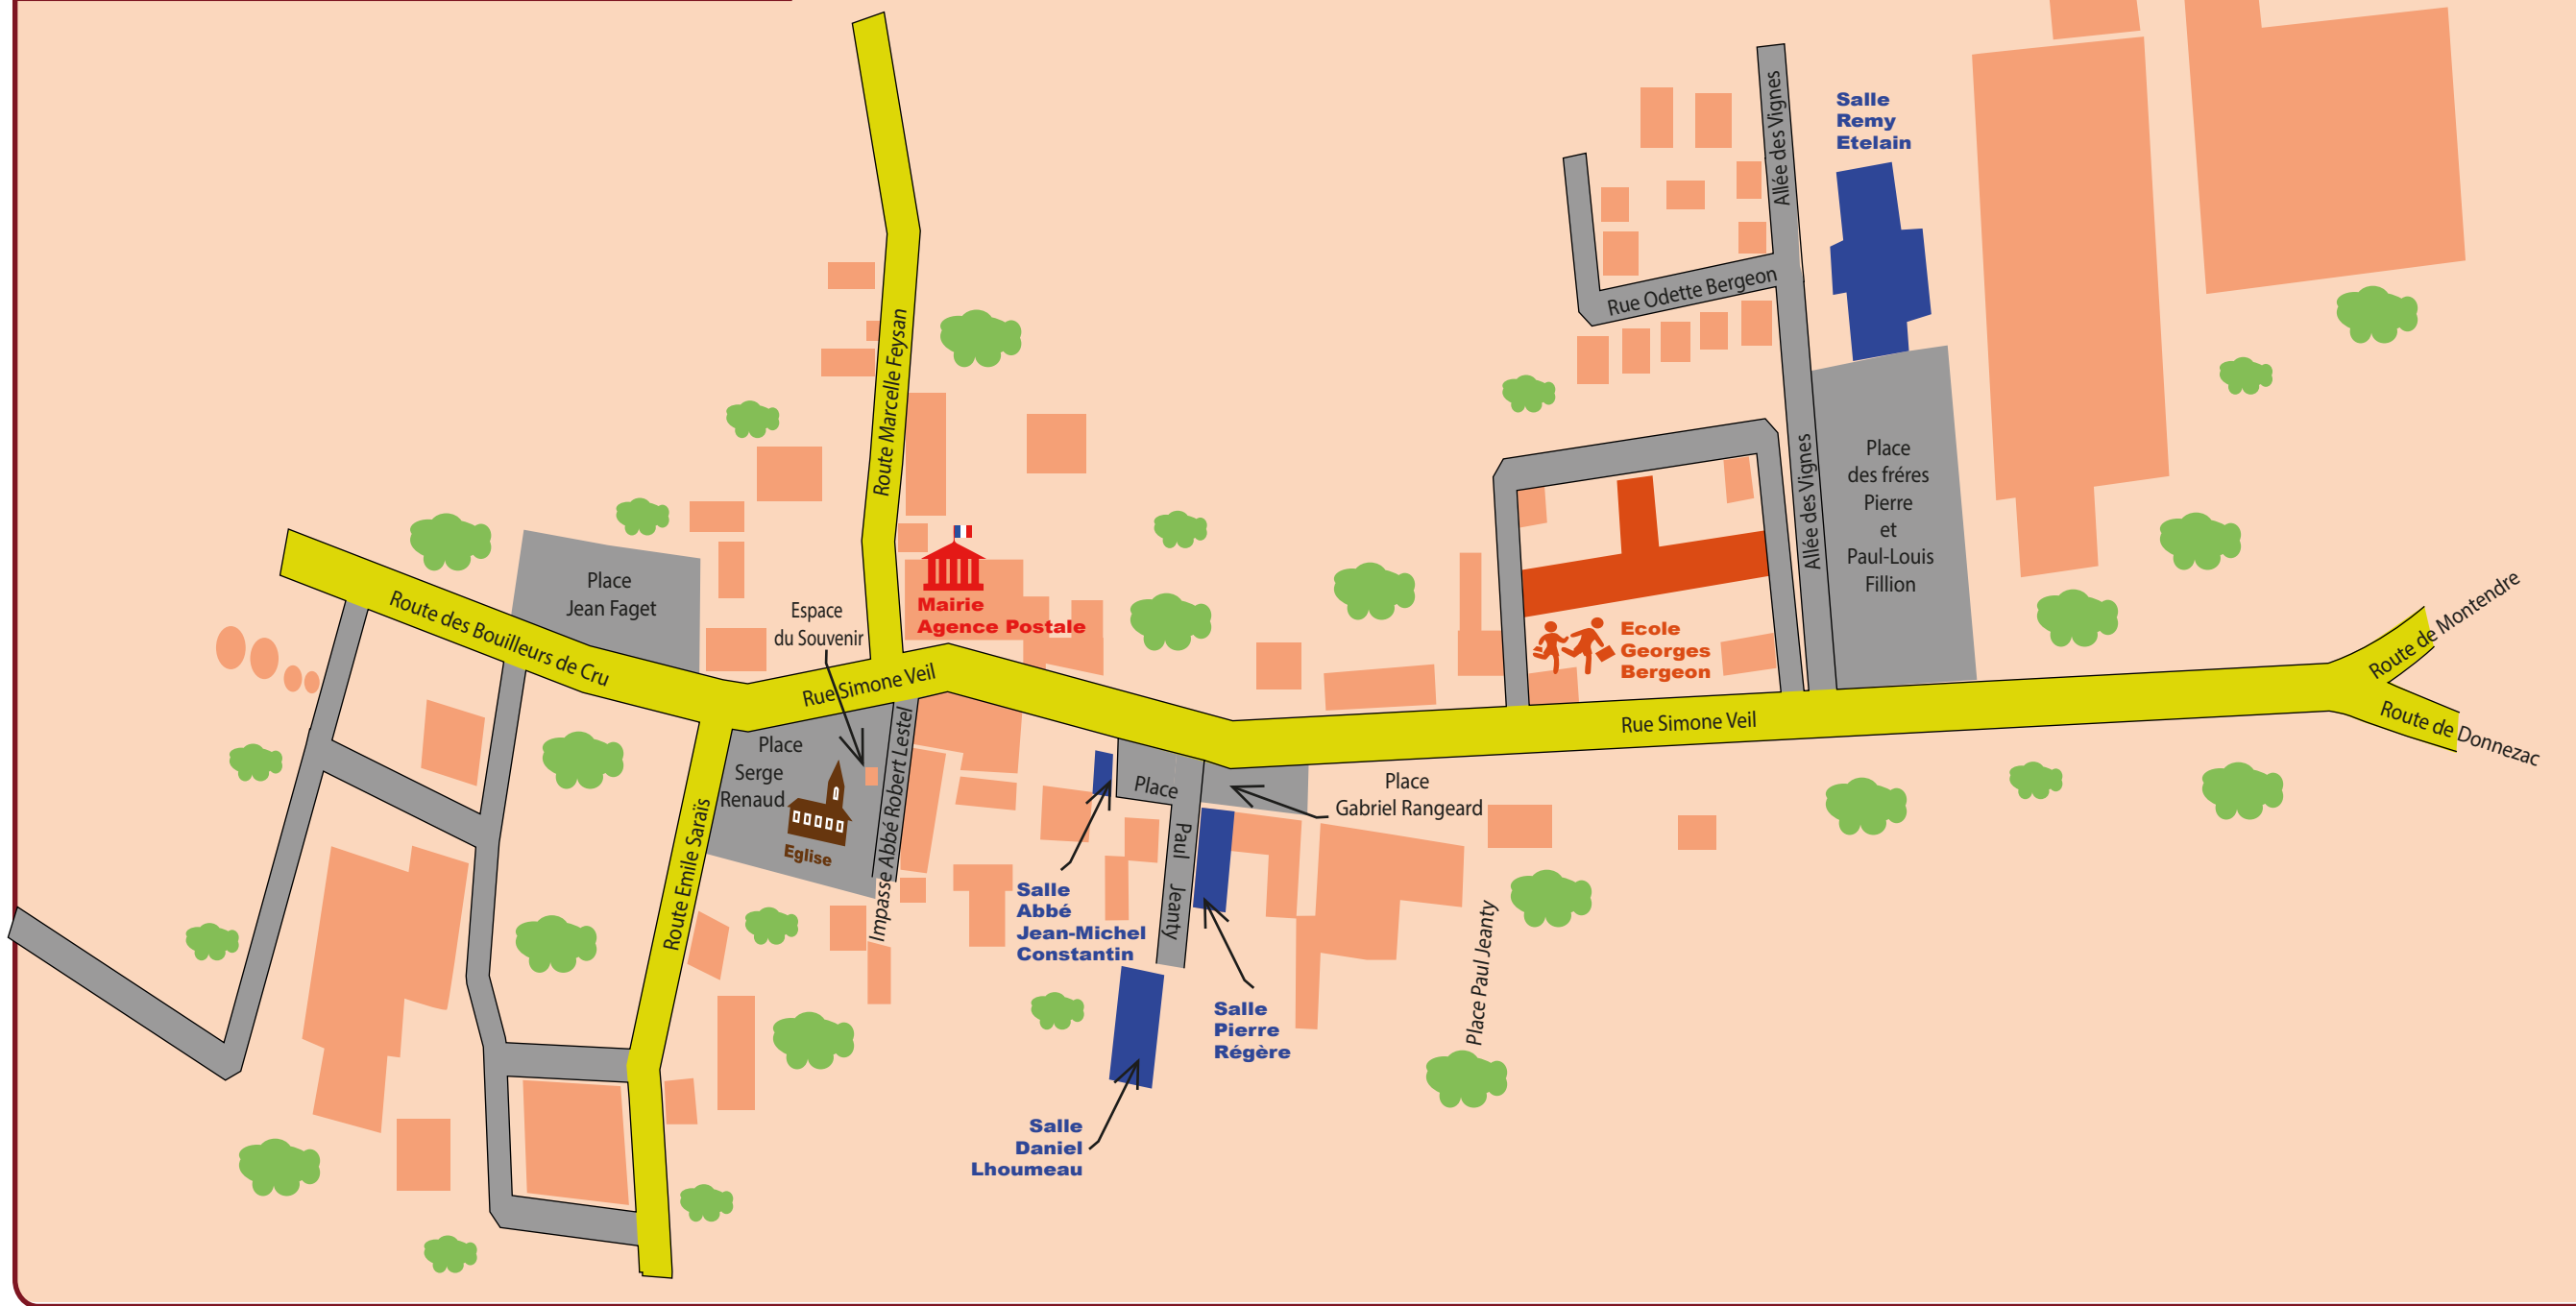 Allée des Vignes
Salle
Remy
Etelain
Rue Odette Bergeon
Route Marcelle Feysan
Allée des Vignes
Place
des fréres
Pierre
et
Paul-Louis
Fillion
Place
Jean Faget
Route des Bouilleurs de Cru
Espace
du Souvenir
Mairie
Agence Postale
Ecole
Georges
Bergeon
Route de Montendre
Route de Donnezac
Rue Simone Veil
Rue Simone Veil
Place
Serge
Renaud
Eglise
Impasse Abbé Robert Lestel
Route Emile Saraïs
Place Paul Jeanty
Place
Gabriel Rangeard
Salle
Abbé
Jean-Michel
Constantin
Salle
Pierre
Régère
Place Paul Jeanty
Salle
Daniel
Lhoumeau